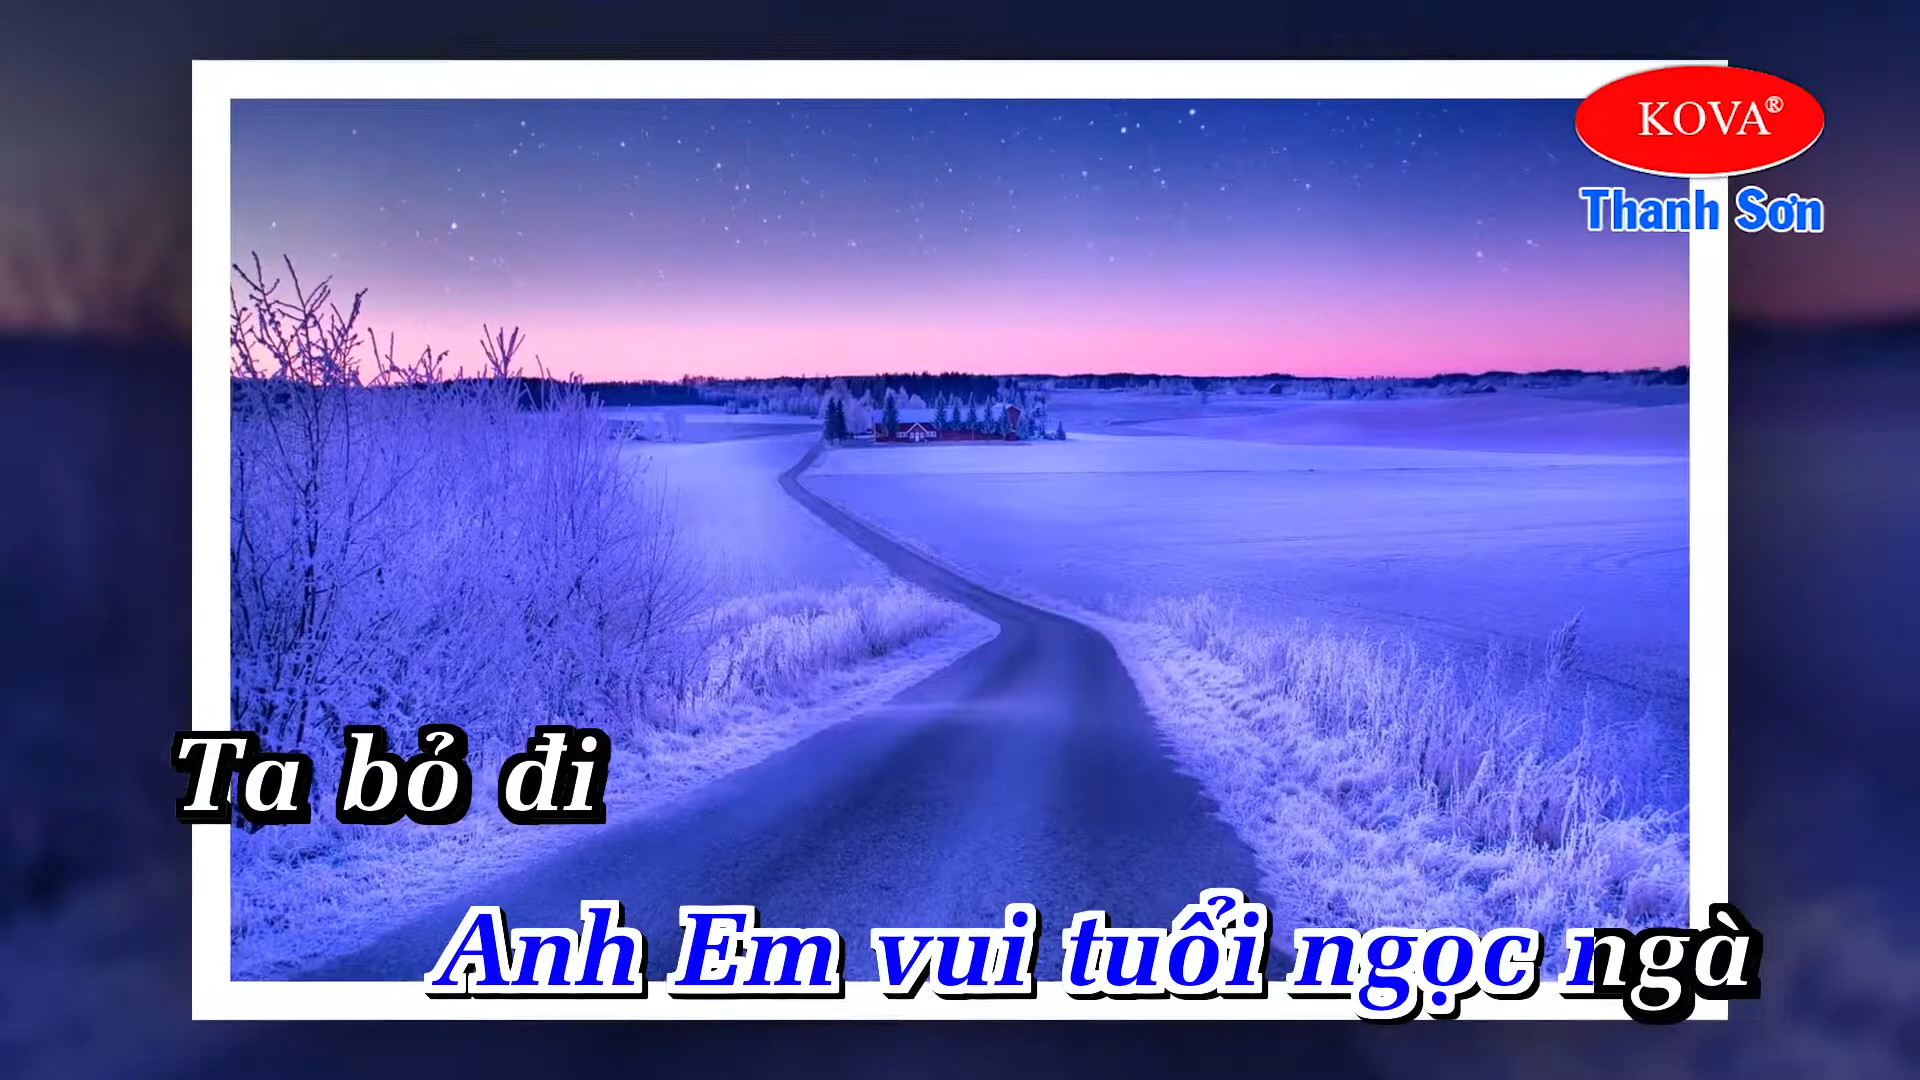 KOVA®
Thanh Sơn
Ta bỏ đi
Anh Em vui tuổi ngọc ngà